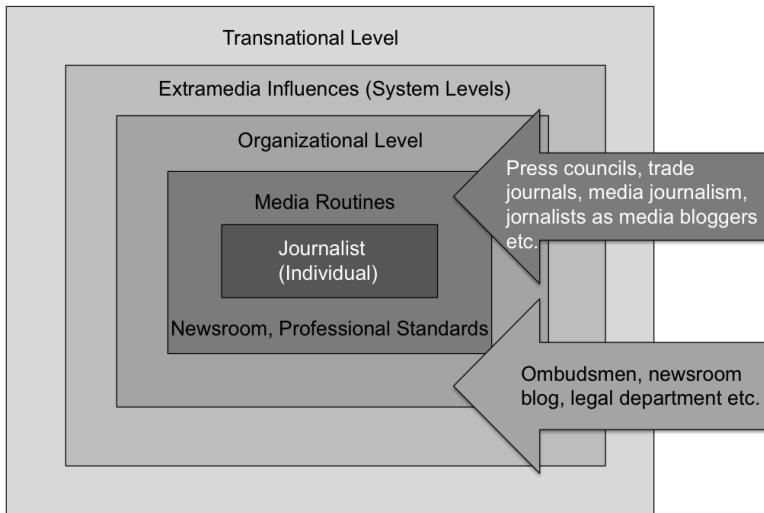 Transnational Level
Extramedia Influences (System Levels)
Organizational Level
Press councils, trade
journals, media journalism,
jornalists as media bloggers
etc.
Media Routines
Journalist
(Individual)
Newsroom, Professional Standards
Ombudsmen, newsroom
blog, legal department etc.